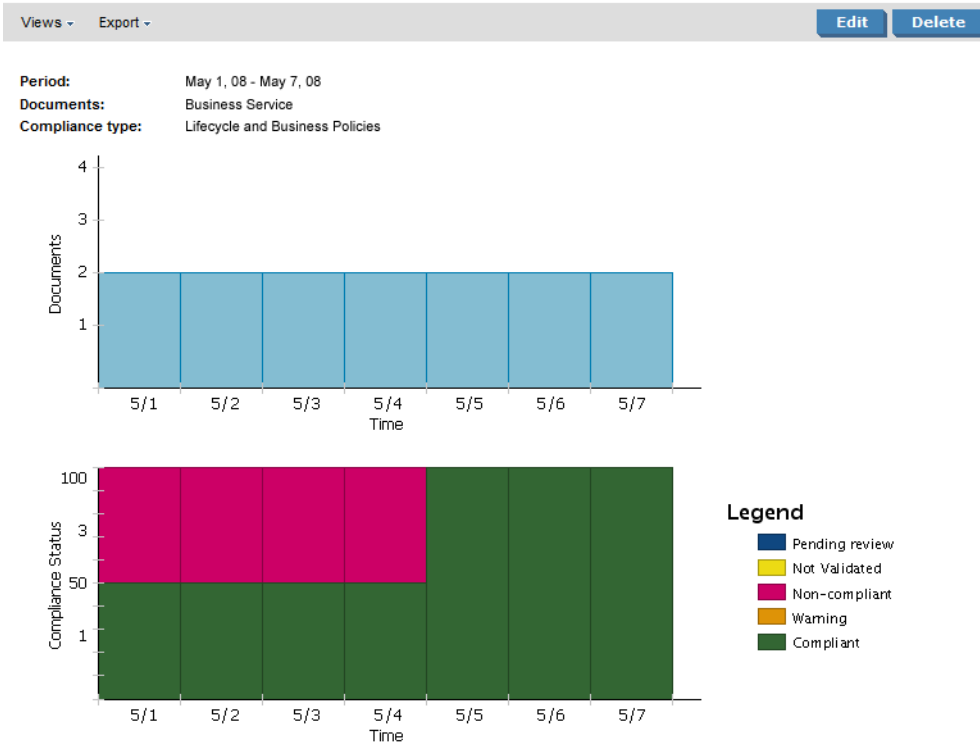 Views Export Edit Delete
Period: May 1, 08 - May 7, 08
Documents: Business Service
Compliance type: Lifecycle and Business Policies
4
3
2
1
Documents
5/1 5/2 5/3 5/4 5/5 5/6 5/7
Time
100
3
50
1
Compliance Status
5/1 5/2 5/3 5/4 5/5 5/6 5/7
Time
Legend
Pending review
Not Validated
Non-compliant
Warning
Compliant